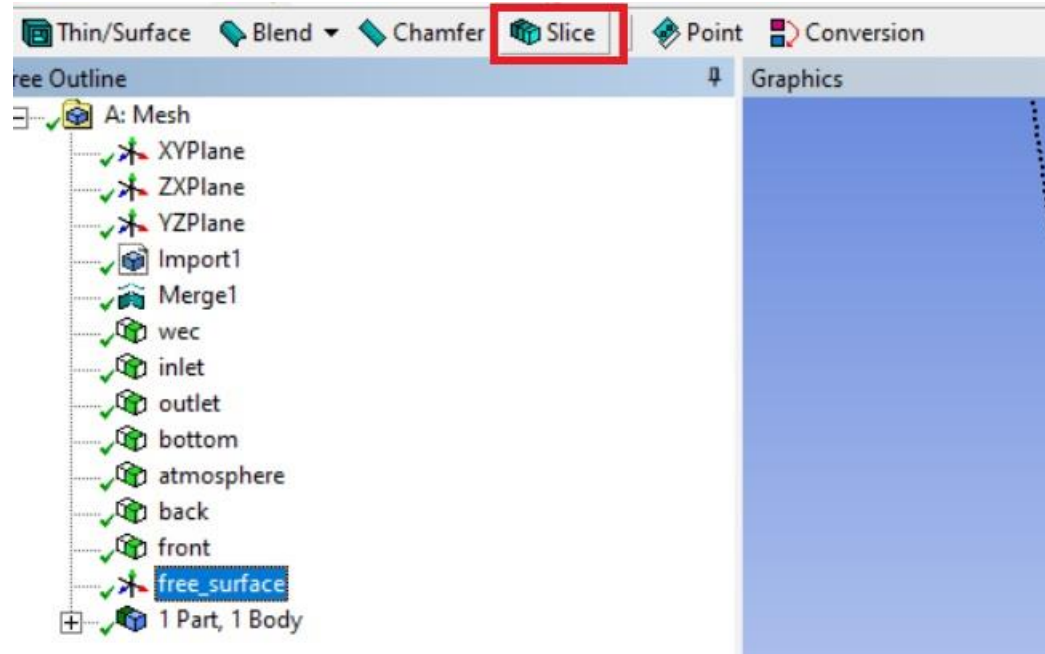 Thin/Surface Blend Chamfer Slice Point Conversion
ree Outline Graphics
A: Mesh
XYPlane
ZXPlane
YZPlane
Import1
Merge1
wec
inlet
outlet
bottom
atmosphere
back
front
free_surface
1 Part, 1 Body